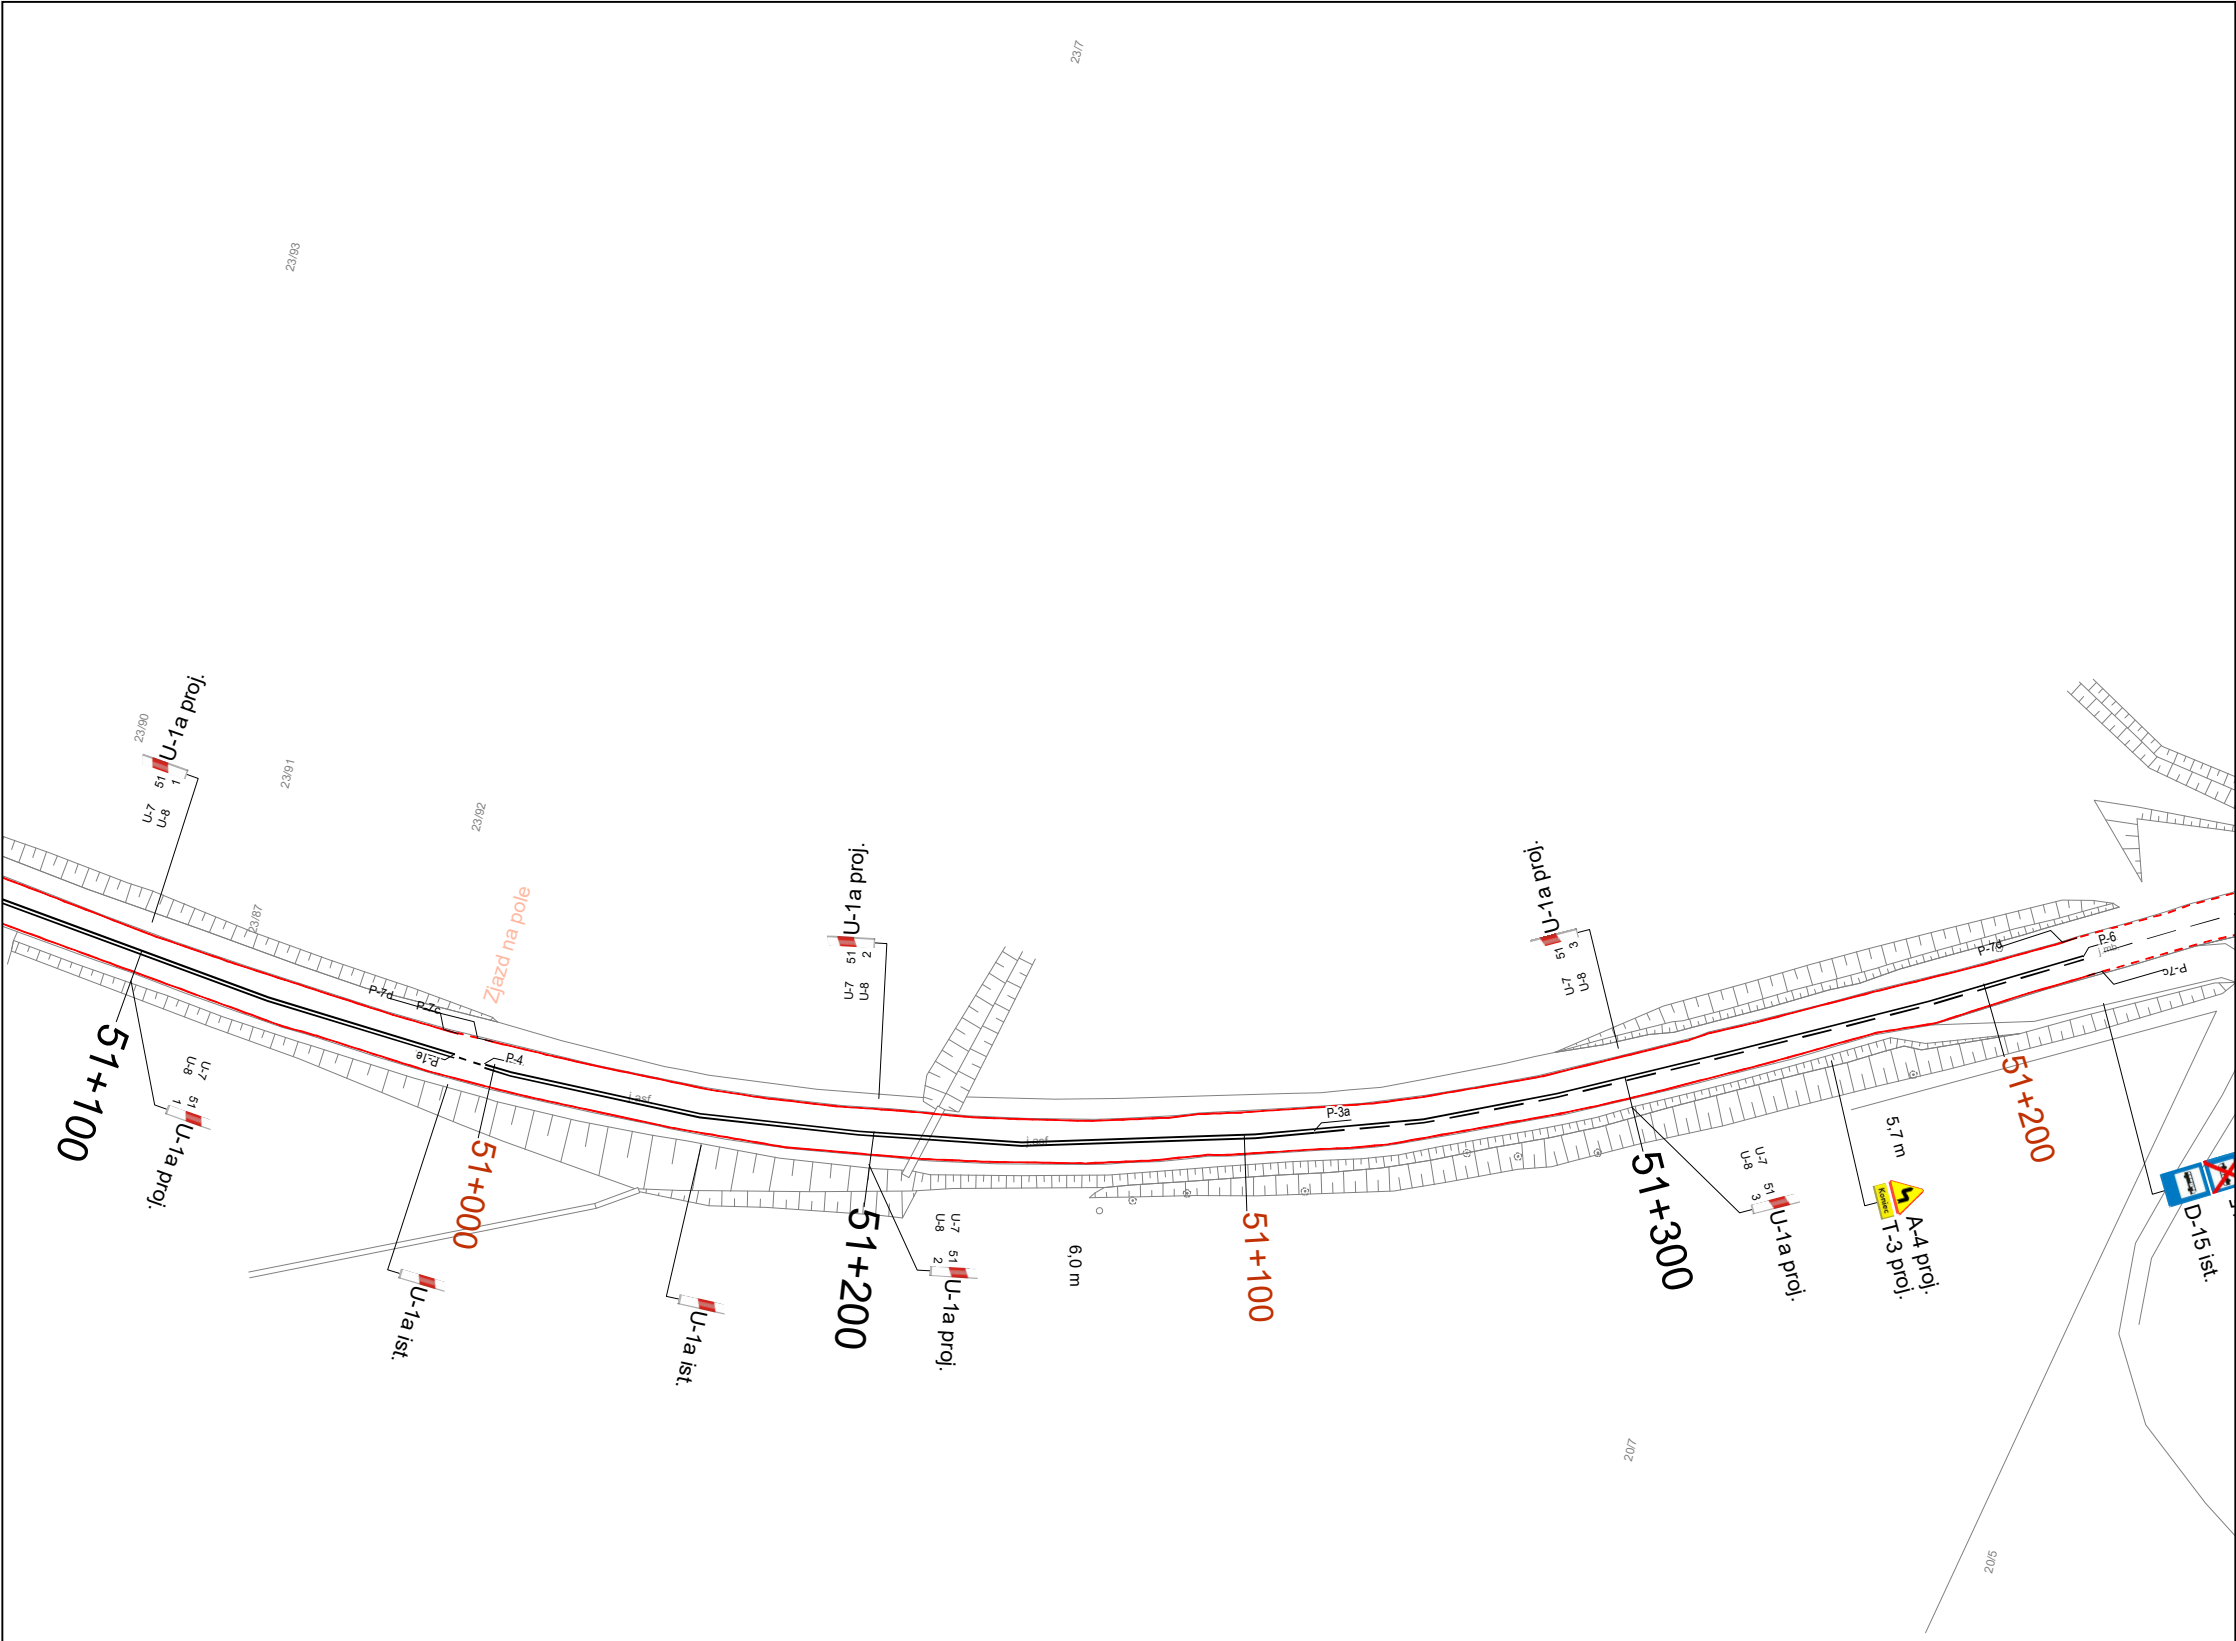 23/7
23/93
23/90
U-1a proj.
51
1
U-7
U-8
23/91
23/92
23/87
Zjazd na pole
P-7d
P-7c
P-1e
P-4
j.asf
j.asf
U-1a proj.
51
2
U-7
U-8
P-3a
U-1a proj.
51
3
U-7
U-8
P-7d
P-6
j.mb
P-7c
51+100
U-7
U-8
51
1
U-1a proj.
51+000
U-1a ist.
U-1a ist.
51+200
U-7
U-8
51
2
U-1a proj.
6,0 m
51+100
51+300
U-7
U-8
51
3
U-1a proj.
5,7 m
Koniec
A-4 proj.
T-3 proj.
51+200
D-15 ist.
20/7
20/5